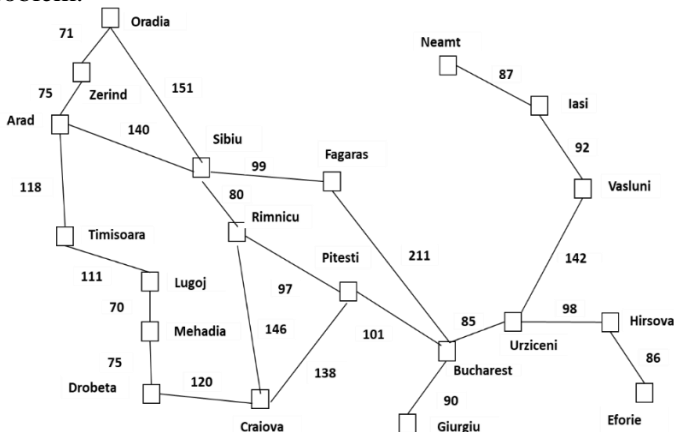 Oradia
71
Neamt
87
Zerind
151
75
Iasi
Arad
140
Sibiu
92
Fagaras
99
118
80
Vasluni
Rimnicu
Timisoara
Pitesti
211
142
111
Lugoj
97
70
98
Hirsova
146
101
85
Mehadia
Urziceni
138
86
75
Bucharest
Drobeta
120
90
Eforie
Craiova
Giurgiu